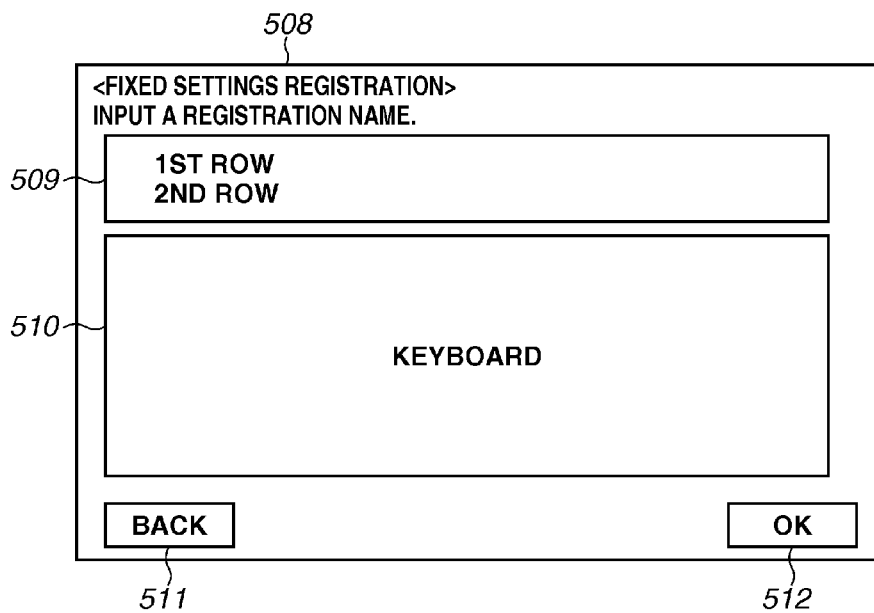 508
<FIXED SETTINGS REGISTRATION>
INPUT A REGISTRATION NAME.
509
1ST ROW
2ND ROW
510
KEYBOARD
BACK
OK
511
512